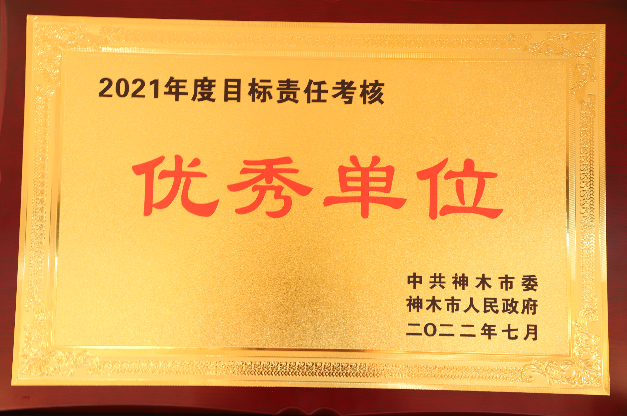 2021年度目标责任考核
优秀单位
中共神木市委
神木市人民政府
二〇二二年七月